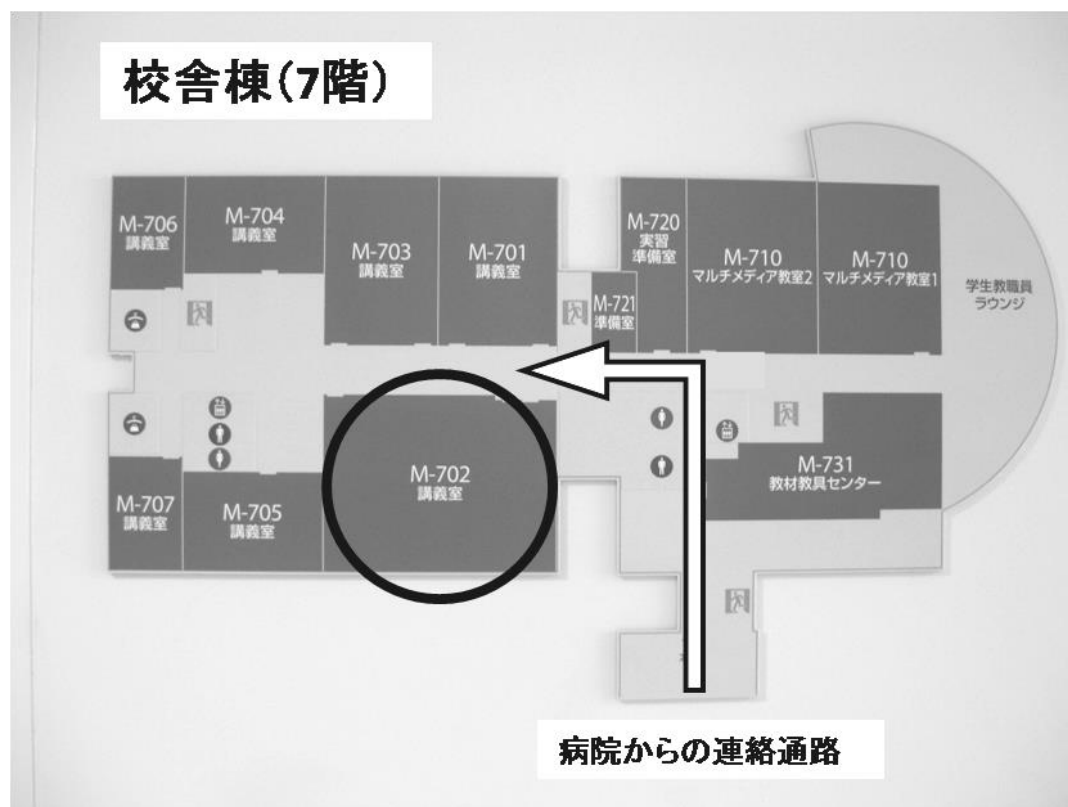 校舎棟(7階)
M-706
講義室
M-704
講義室
M-703
講義室
M-701
講義室
M-720
実習
準備室
M-710
マルチメディア教室2
M-710
マルチメディア教室1
学生教職員
ラウンジ
M-721
準備室
M-702
講義室
M-731
教材教具センター
M-707
講義室
M-705
講義室
病院からの連絡通路